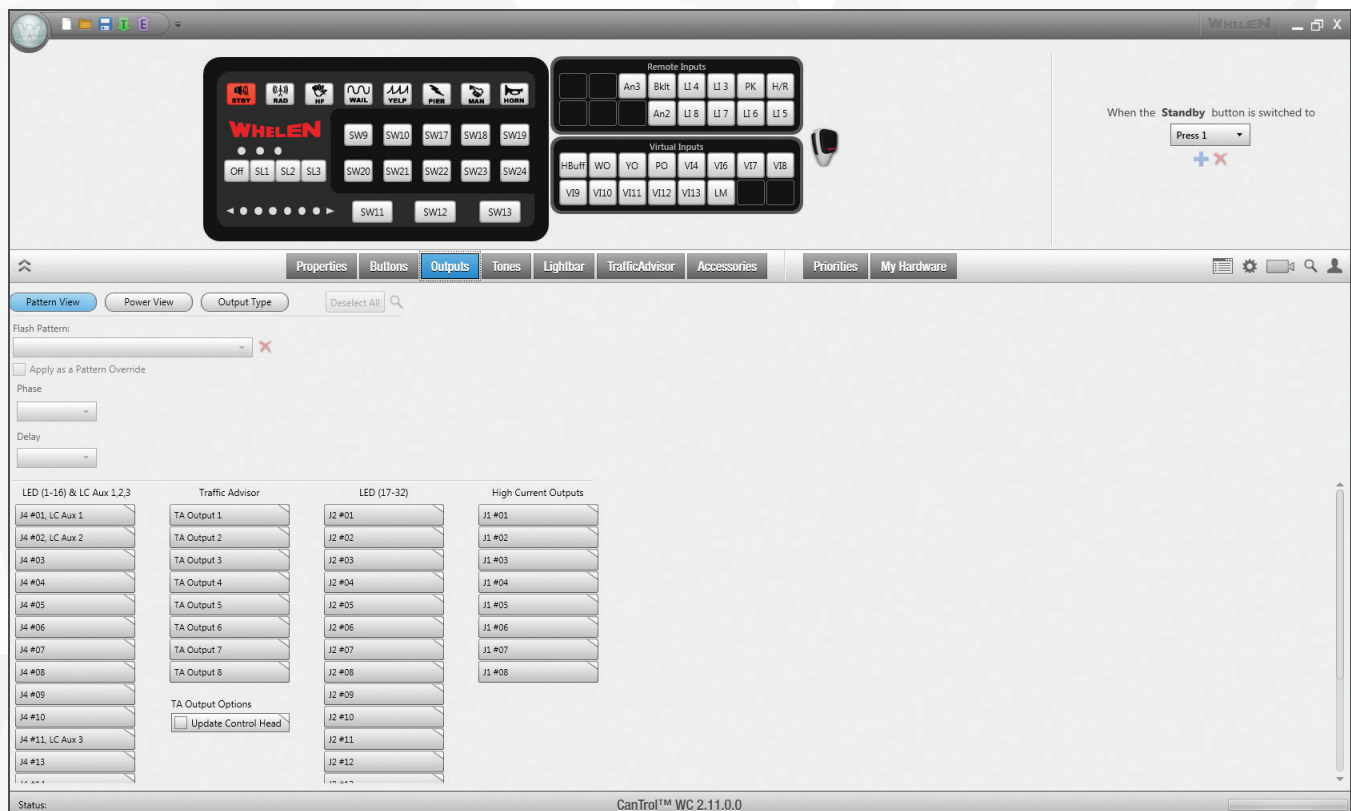 T E
WHELEN
X
STBY RAD HF WAIL YELP PIER MAN HORN
WHELEN
SW9 SW10 SW17 SW18 SW19
Off SL1 SL2 SL3 SW20 SW21 SW22 SW23 SW24
SW11 SW12 SW13
Remote Inputs
An3 Bklt LI 4 LI 3 PK H/R
An2 LI 8 LI 7 LI 6 LI 5
Virtual Inputs
HBuff WO YO PO VI4 VI6 VI7 VI8
VI9 VI10 VI11 VI12 VI13 LM
When the Standby button is switched to
Press 1
Properties Buttons Outputs Tones Lightbar TrafficAdvisor Accessories Priorities My Hardware
Pattern View Power View Output Type Deselect All
Flash Pattern:
Apply as a Pattern Override
Phase
Delay
LED (1-16) & LC Aux 1,2,3 Traffic Advisor LED (17-32) High Current Outputs
J4 #01, LC Aux 1 TA Output 1 J2 #01 J1 #01
J4 #02, LC Aux 2 TA Output 2 J2 #02 J1 #02
J4 #03 TA Output 3 J2 #03 J1 #03
J4 #04 TA Output 4 J2 #04 J1 #04
J4 #05 TA Output 5 J2 #05 J1 #05
J4 #06 TA Output 6 J2 #06 J1 #06
J4 #07 TA Output 7 J2 #07 J1 #07
J4 #08 TA Output 8 J2 #08 J1 #08
J4 #09 J2 #09
TA Output Options
J4 #10 Update Control Head J2 #10
J4 #11, LC Aux 3 J2 #11
J4 #13 J2 #12
Status: CanTrol™ WC 2.11.0.0